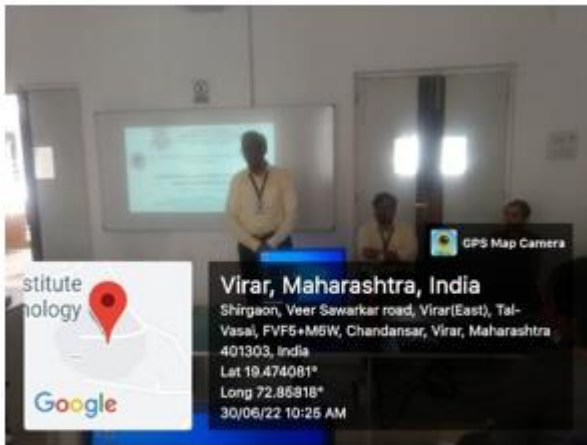 GPS Map Camera
stitute
nology
Google
Virar, Maharashtra, India
Shirgaon, Veer Sawarkar road, Virar(East), Tal-
Vasai, FVF5+M6W, Chandansar, Virar, Maharashtra
401303, India
Lat 19.474081°
Long 72.85818°
30/06/22 10:25 AM